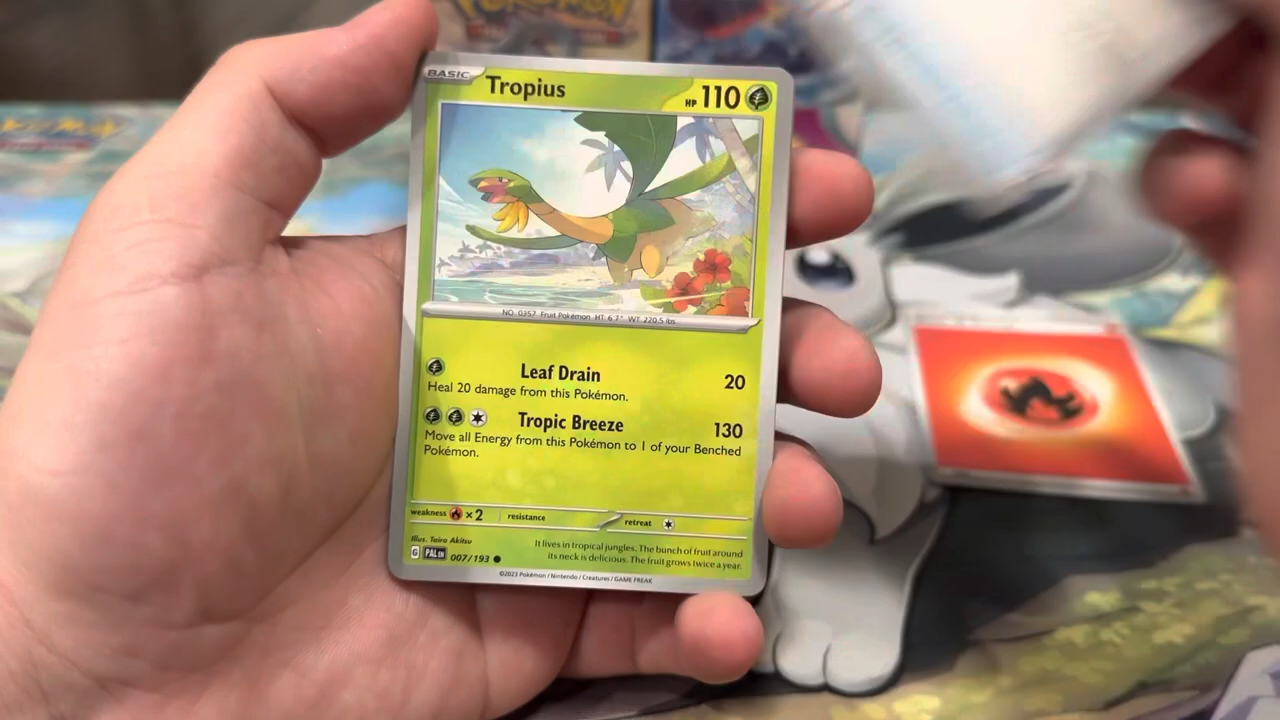 POKÉMON
BASIC
Tropius
HP 110
NO. 0357 Fruit Pokémon HT 6'7" WT 220.5 lbs
Leaf Drain 20
Heal 20 damage from this Pokémon.
Tropic Breeze 130
Move all Energy from this Pokémon to 1 of your Benched
Pokémon.
weakness ×2 resistance retreat
Illus. Taira Akitsu
G PAL EN 007/193
It lives in tropical jungles. The bunch of fruit around
its neck is delicious. The fruit grows twice a year.
©2023 Pokémon / Nintendo / Creatures / GAME FREAK